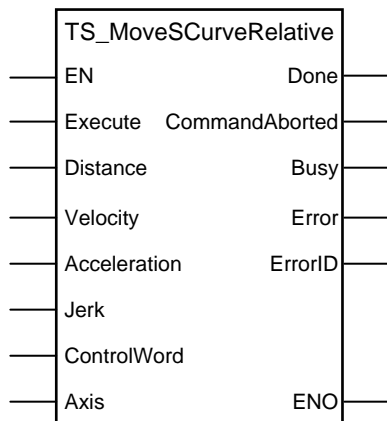 TS_MoveSCurveRelative
EN Done
Execute CommandAborted
Distance Busy
Velocity Error
Acceleration ErrorID
Jerk
ControlWord
Axis ENO